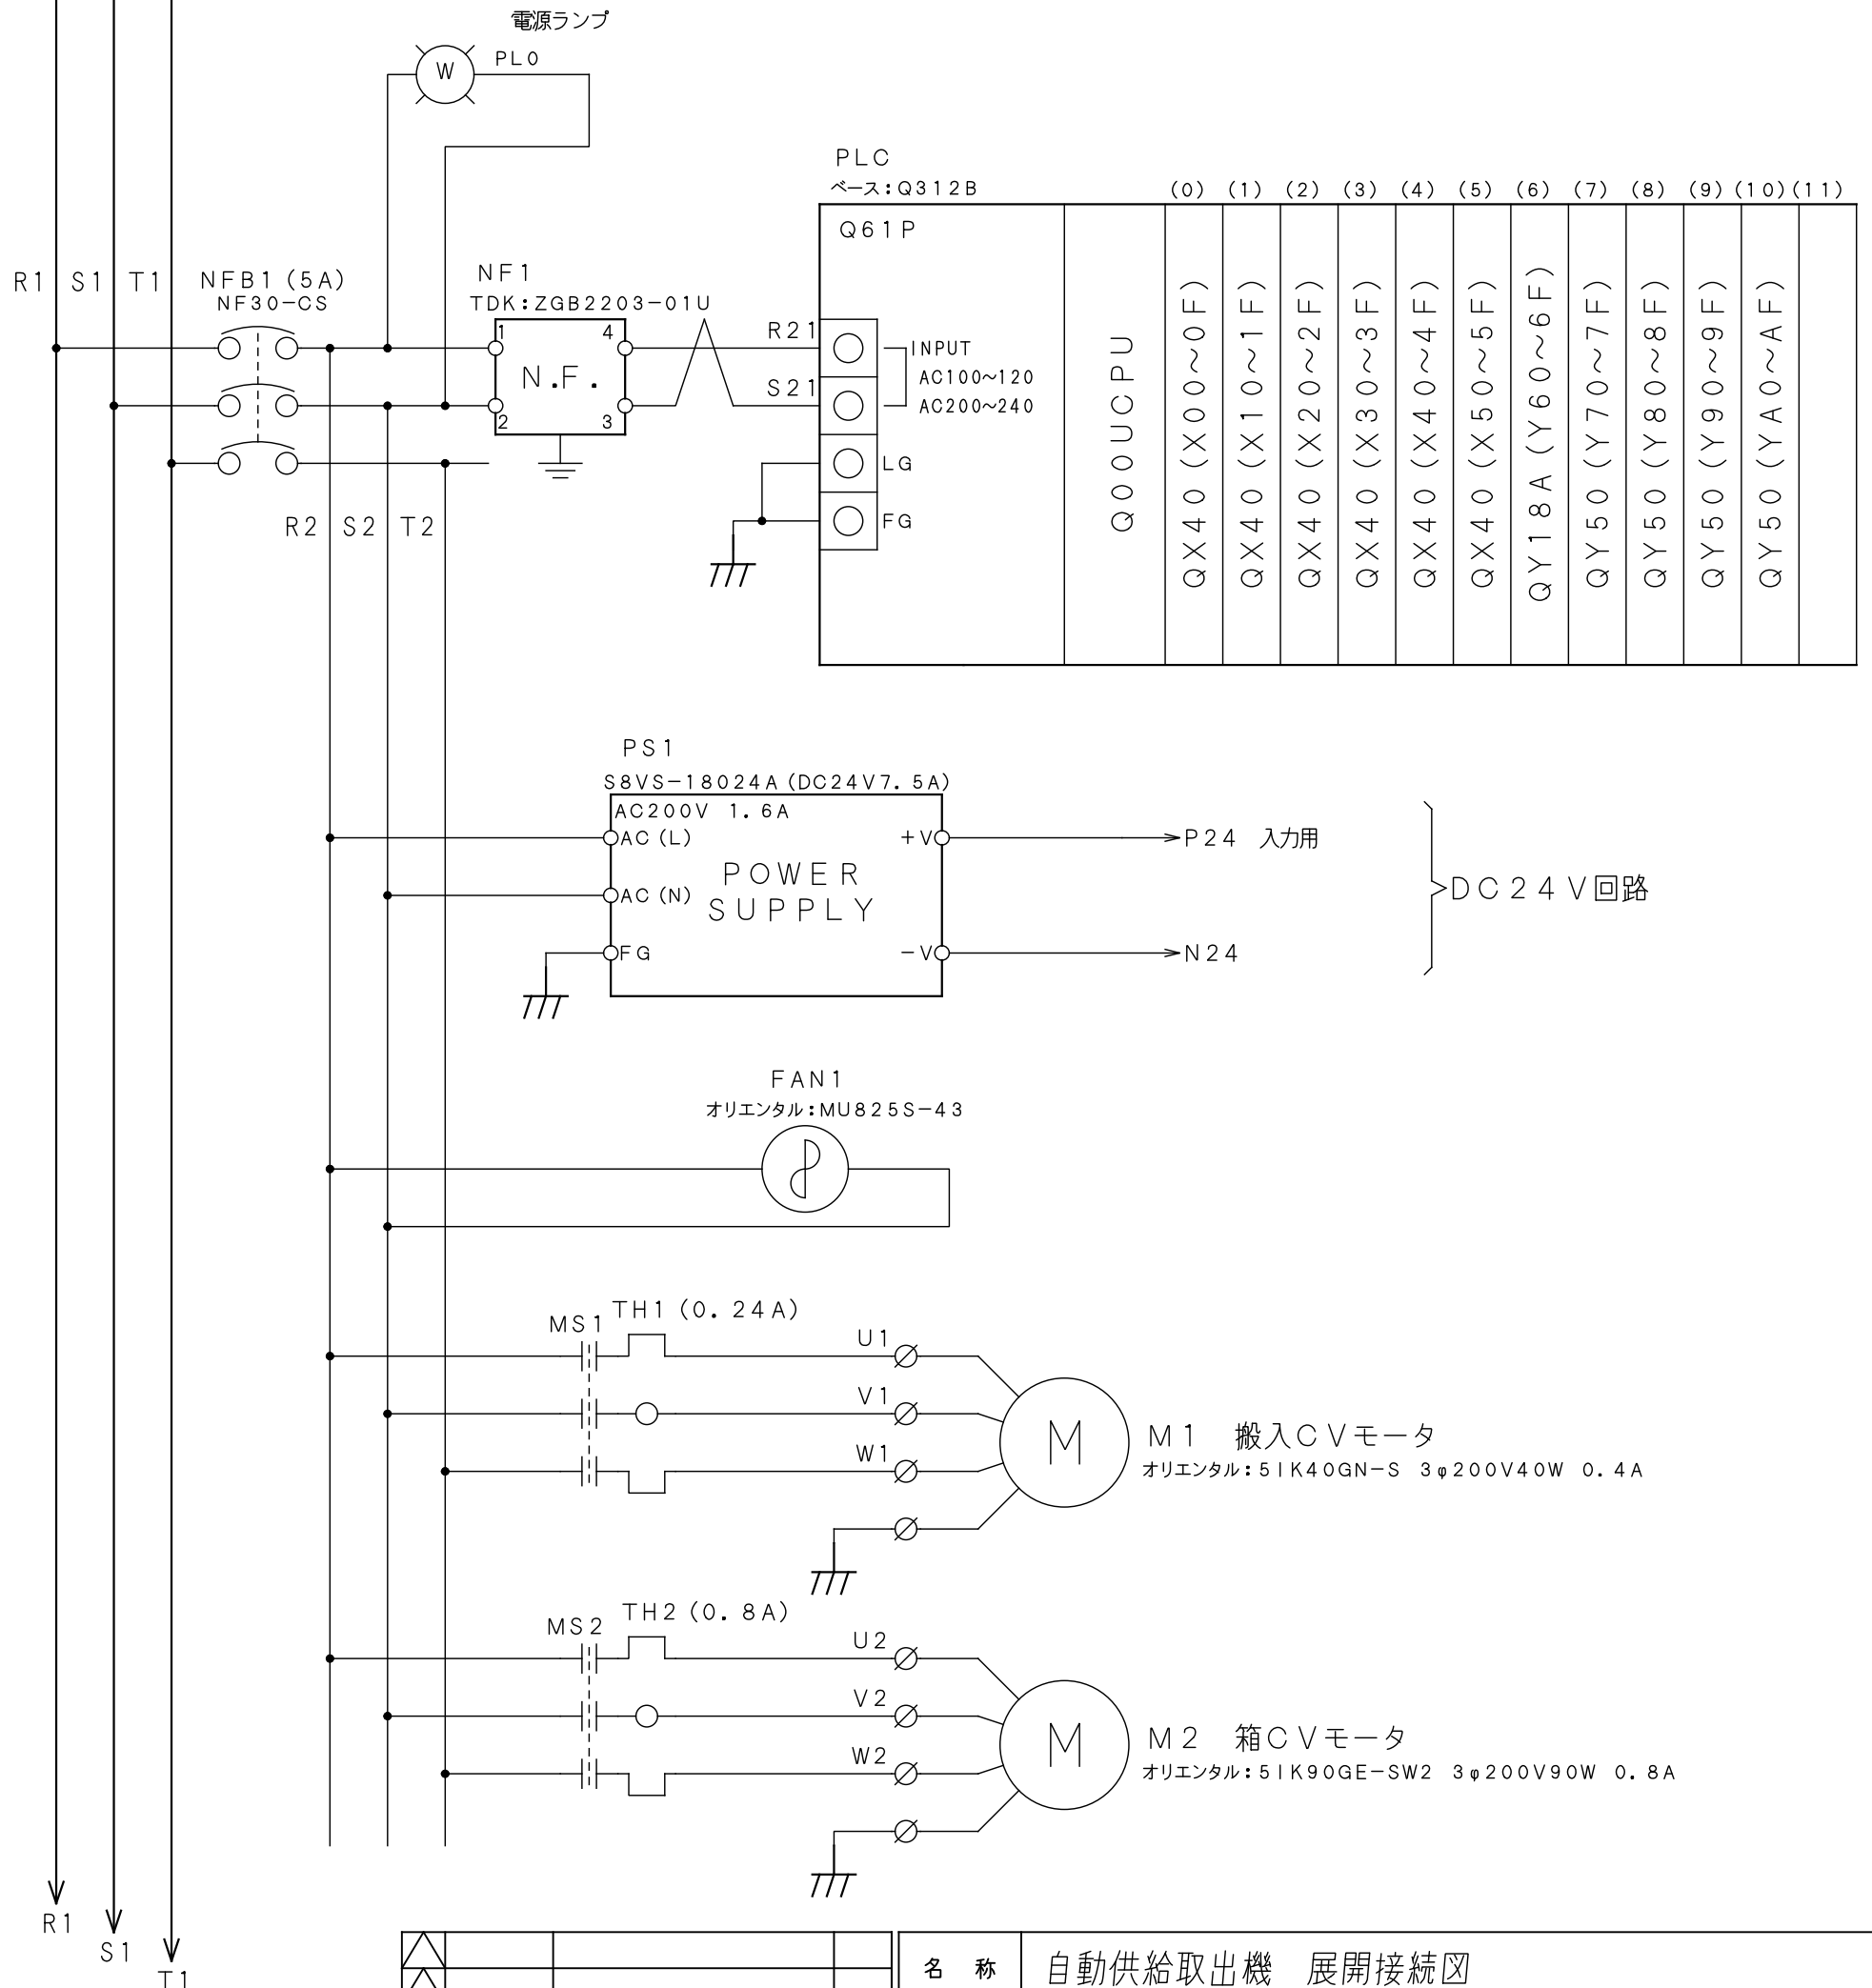 電源ランプ
W
PL0
PLC
ベース:Q312B
(0) (1) (2) (3) (4) (5) (6) (7) (8) (9) (10) (11)
Q61P
R1 S1 T1
NFB1(5A)
NF30-CS
NF1
TDK:ZGB2203-01U
1 4
N.F.
2 3
R21
S21
INPUT
AC100~120
AC200~240
LG
FG
Q00UCPU
QX40(X00~0F)
QX40(X10~1F)
QX40(X20~2F)
QX40(X30~3F)
QX40(X40~4F)
QX40(X50~5F)
QY18A(Y60~6F)
QY50(Y70~7F)
QY50(Y80~8F)
QY50(Y90~9F)
QY50(YA0~AF)
R2 S2 T2
PS1
S8VS-18024A(DC24V7.5A)
AC200V 1.6A
AC(L)
AC(N)
FG
POWER
SUPPLY
+V
-V
P24 入力用
N24
DC24V回路
FAN1
オリエンタル:MU825S-43
MS1
TH1(0.24A)
U1
V1
W1
M
M1 搬入CVモータ
オリエンタル:5IK40GN-S 3φ200V40W 0.4A
MS2
TH2(0.8A)
U2
V2
W2
M
M2 箱CVモータ
オリエンタル:5IK90GE-SW2 3φ200V90W 0.8A
R1
S1
T1
名 称
自動供給取出機 展開接続図